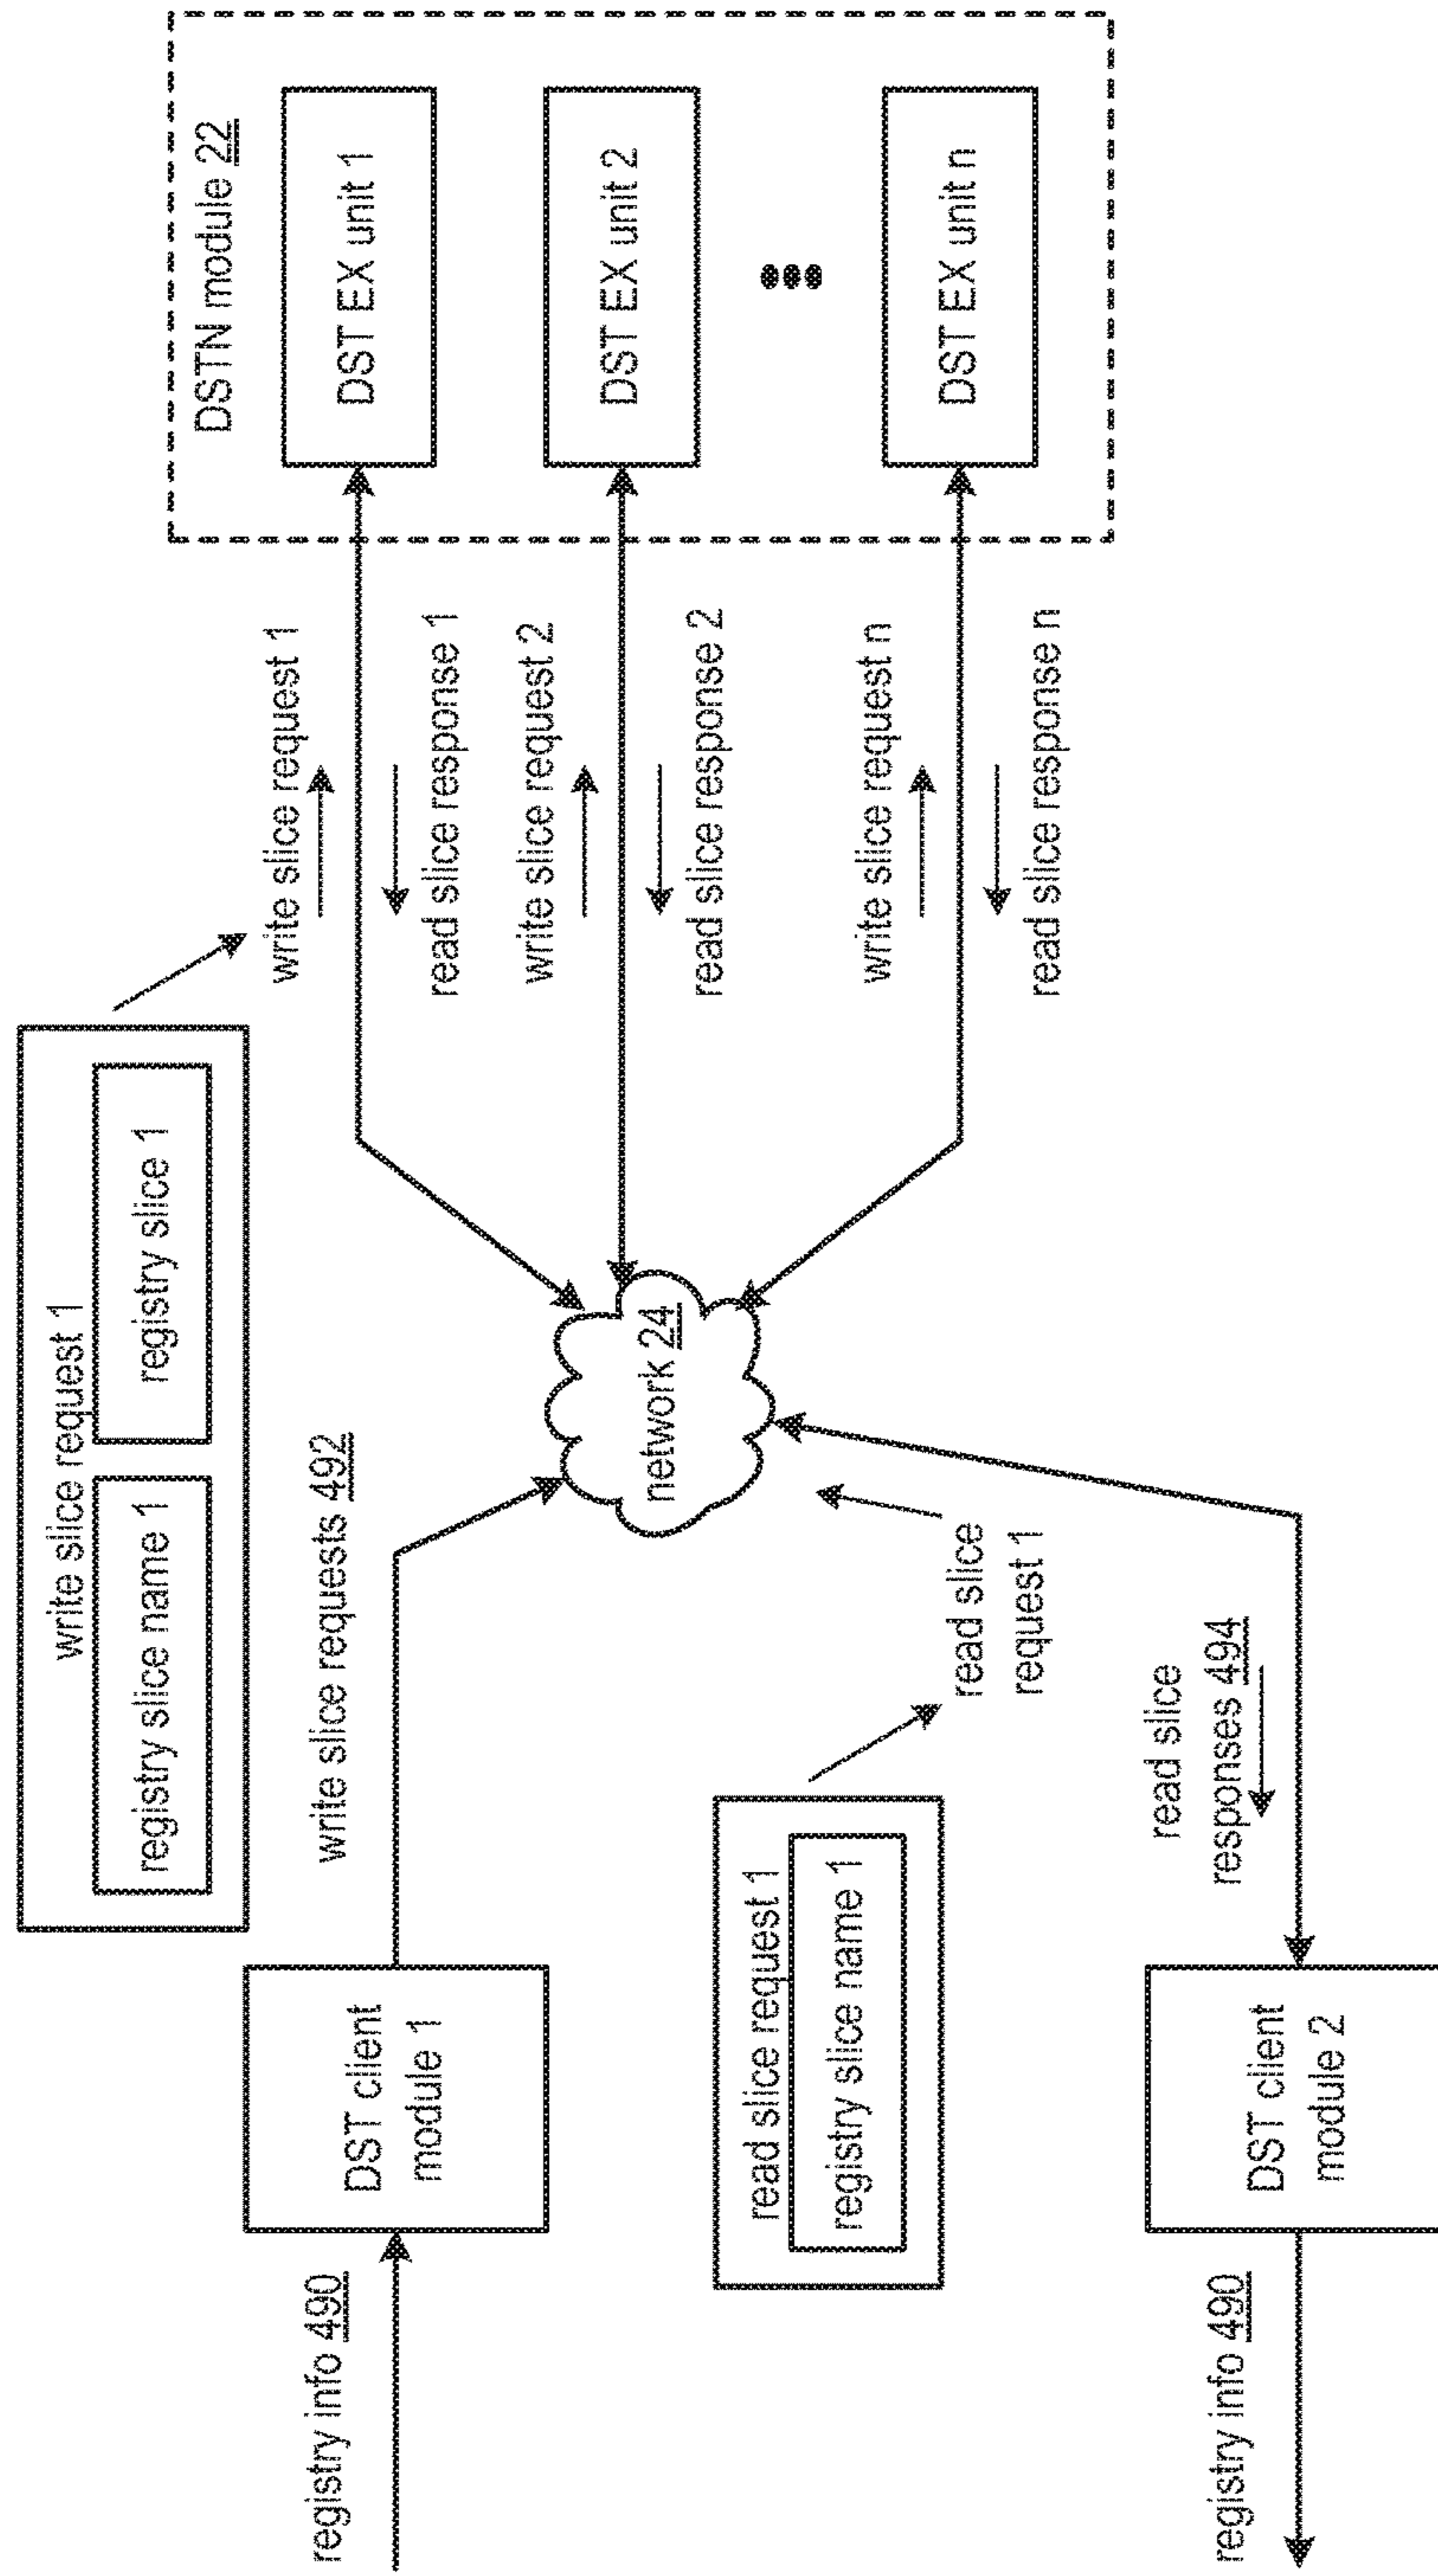 write slice request 1
registry slice name 1
registry slice 1
DSTN module 22
registry info 490
DST client
module 1
write slice requests 492
write slice request 1
read slice response 1
DST EX unit 1
write slice request 2
read slice response 2
DST EX unit 2
network 24
read slice request 1
registry slice name 1
read slice
request 1
write slice request n
read slice response n
DST EX unit n
registry info 490
DST client
module 2
read slice
responses 494